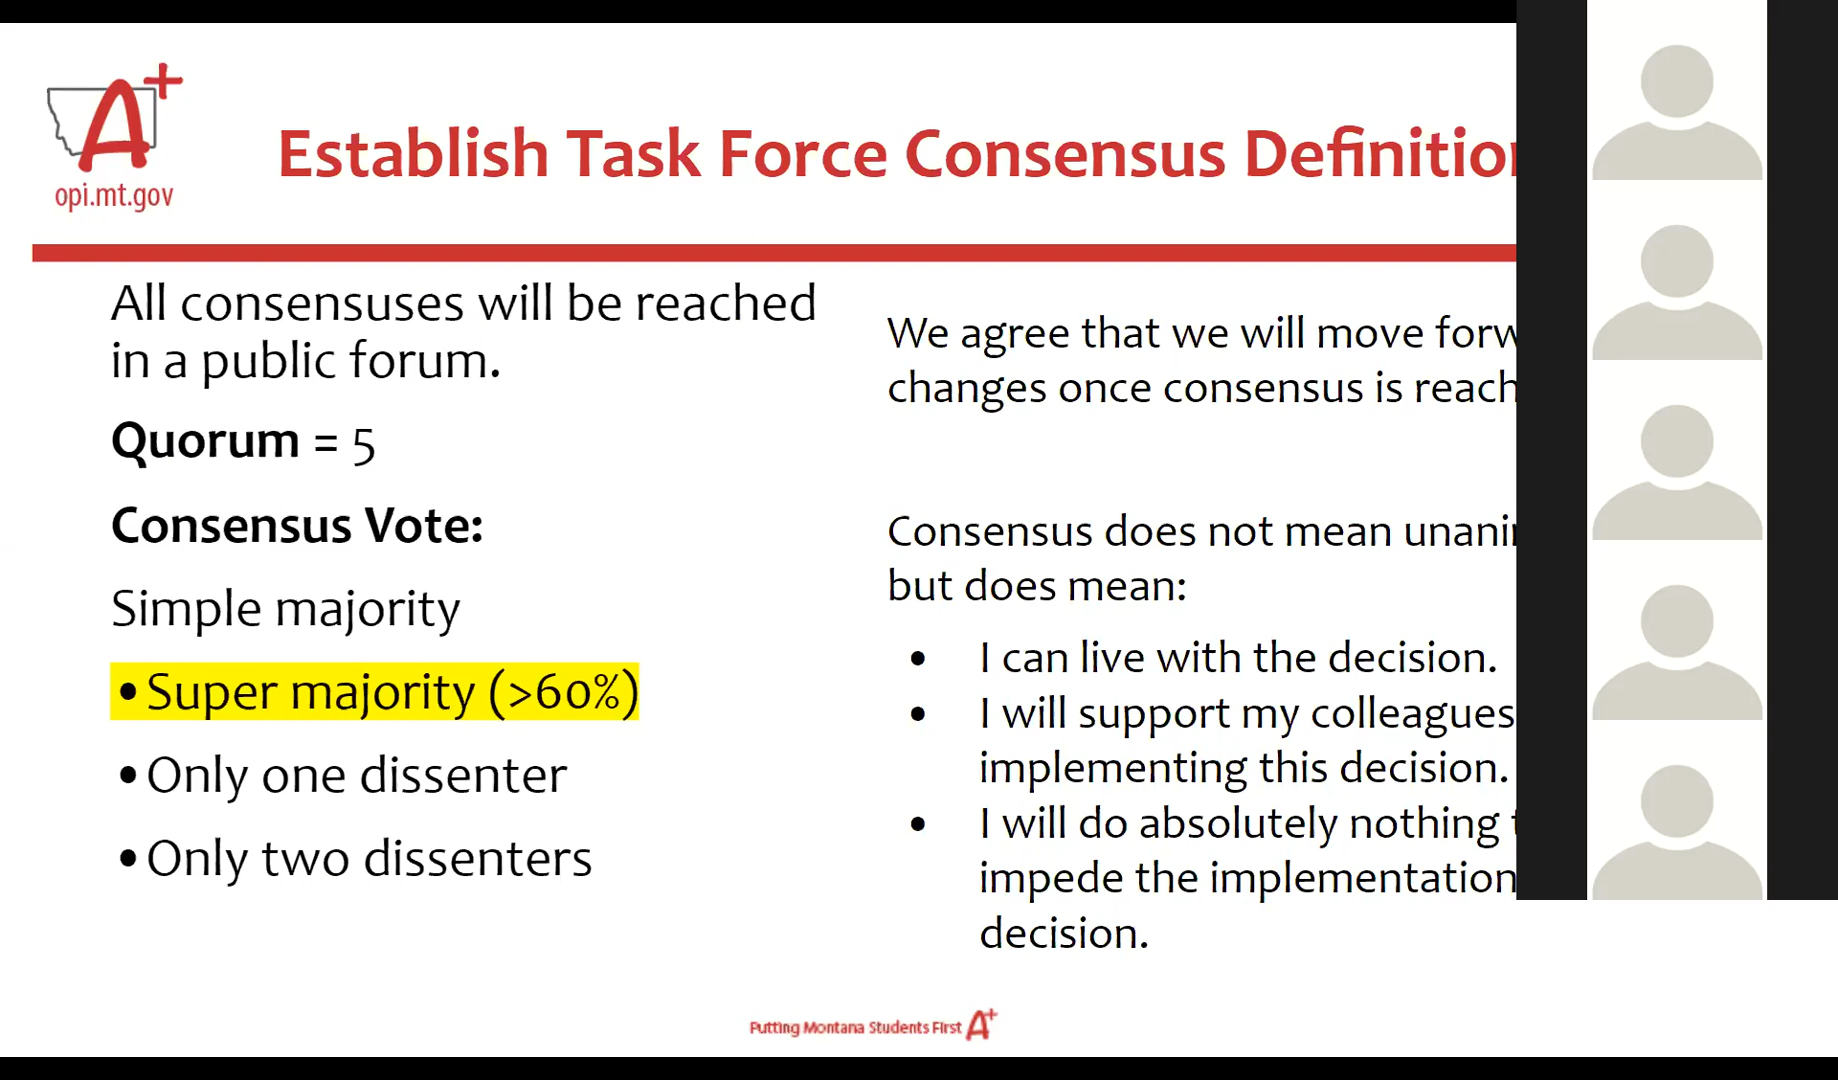 A+
opi.mt.gov
Establish Task Force Consensus Definition
All consensuses will be reached
in a public forum.
Quorum = 5
Consensus Vote:
Simple majority
• Super majority (>60%)
• Only one dissenter
• Only two dissenters
We agree that we will move
changes once consensus is
Consensus does not mean
but does mean:
• I can live with the decision.
• I will support my colleagues
implementing this decision.
• I will do absolutely nothing
impede the implementation
decision.
Putting Montana Students First A+